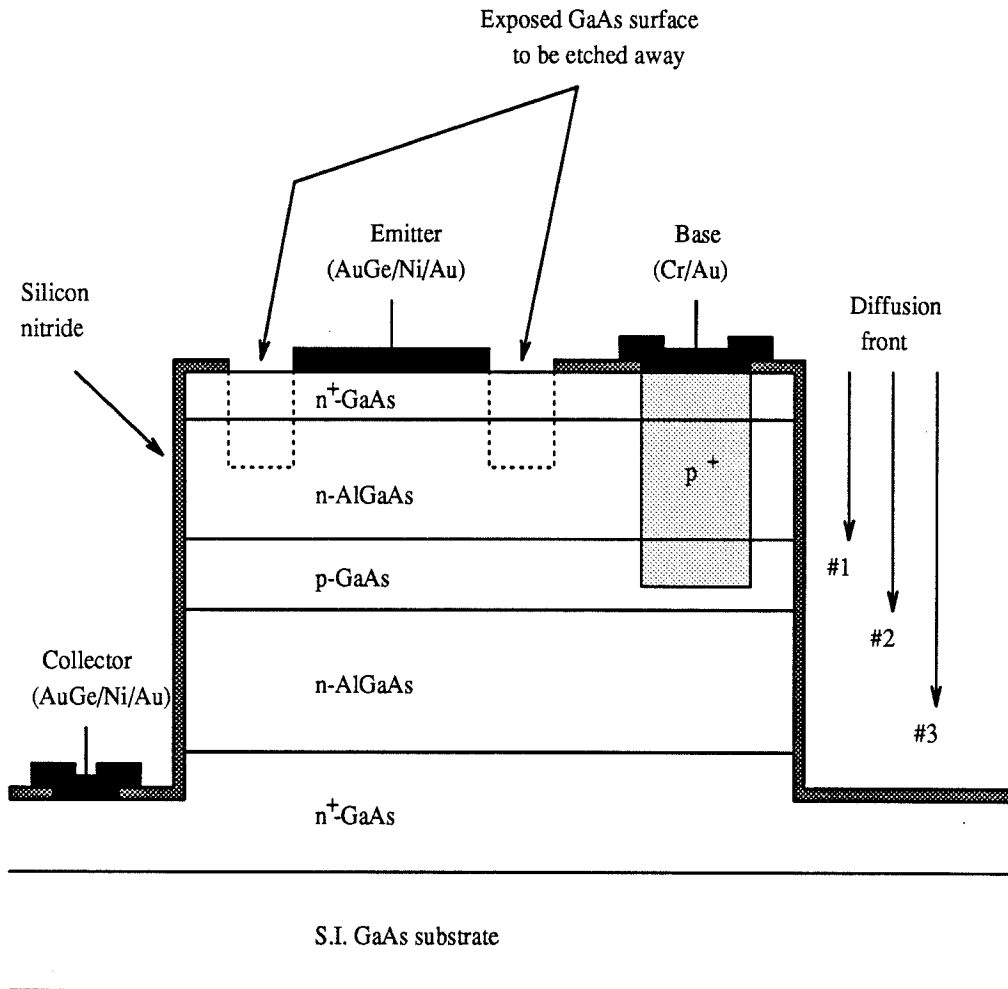 Exposed GaAs surface
to be etched away
Emitter
(AuGe/Ni/Au)
Base
(Cr/Au)
Silicon
nitride
Diffusion
front
n+-GaAs
p+
n-AlGaAs
#1
p-GaAs
#2
Collector
(AuGe/Ni/Au)
n-AlGaAs
#3
n+-GaAs
S.I. GaAs substrate